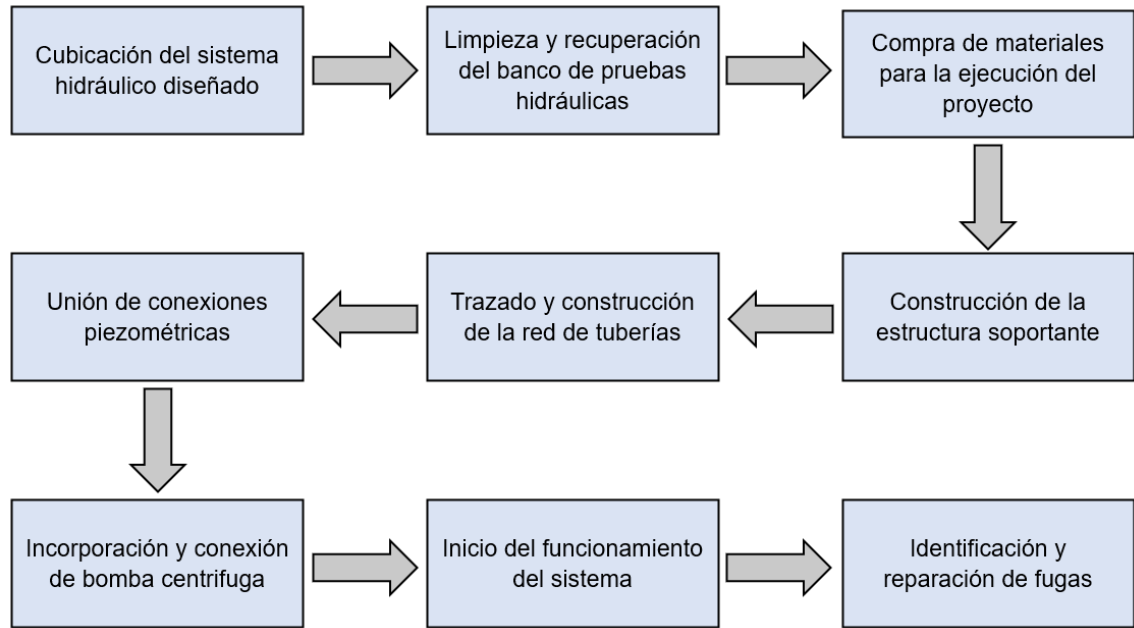 Cubicación del sistema
hidráulico diseñado
Limpieza y recuperación
del banco de pruebas
hidráulicas
Compra de materiales
para la ejecución del
proyecto
Construcción de la
estructura soportante
Trazado y construcción
de la red de tuberías
Unión de conexiones
piezométricas
Incorporación y conexión
de bomba centrifuga
Inicio del funcionamiento
del sistema
Identificación y
reparación de fugas